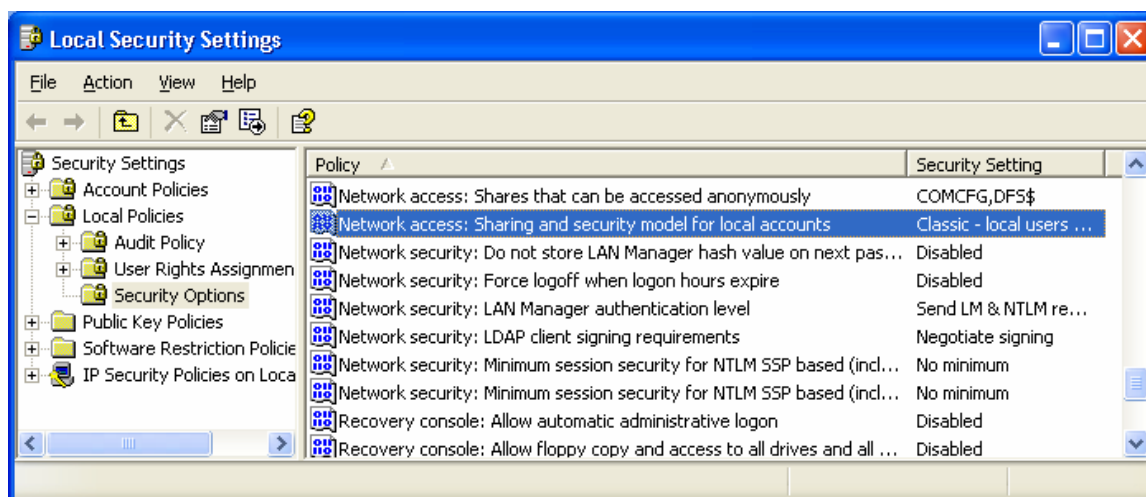 Local Security Settings
File Action View Help
Security Settings
Account Policies
Local Policies
Audit Policy
User Rights Assignmen
Security Options
Public Key Policies
Software Restriction Policie
IP Security Policies on Loca
Policy Security Setting
Network access: Shares that can be accessed anonymously COMCFG,DFS$
Network access: Sharing and security model for local accounts Classic - local users ...
Network security: Do not store LAN Manager hash value on next pas... Disabled
Network security: Force logoff when logon hours expire Disabled
Network security: LAN Manager authentication level Send LM & NTLM re...
Network security: LDAP client signing requirements Negotiate signing
Network security: Minimum session security for NTLM SSP based (incl... No minimum
Network security: Minimum session security for NTLM SSP based (incl... No minimum
Recovery console: Allow automatic administrative logon Disabled
Recovery console: Allow floppy copy and access to all drives and all ... Disabled